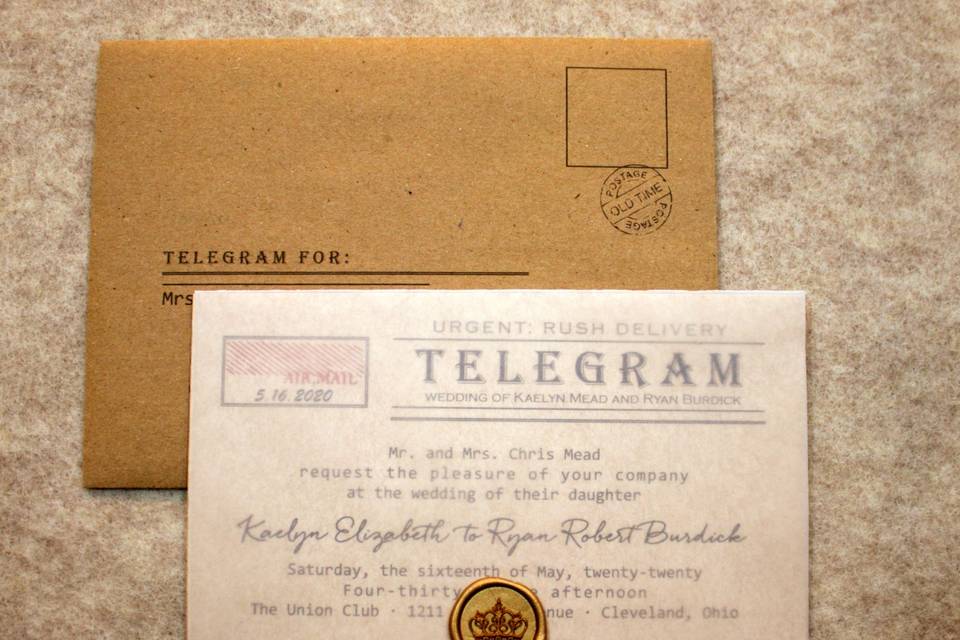 POSTAGE
OLD TIME
POSTAGE
TELEGRAM FOR:
Mrs
URGENT: RUSH DELIVERY
TELEGRAM
WEDDING OF KAELYN MEAD AND RYAN BURDICK
AIR MAIL
5.16.2020
Mr. and Mrs. Chris Mead
request the pleasure of your company
at the wedding of their daughter
Kaelyn Elizabeth to Ryan Robert Burdick
Saturday, the sixteenth of May, twenty-twenty
Four-thirty afternoon
The Union Club · 1211 · Cleveland, Ohio